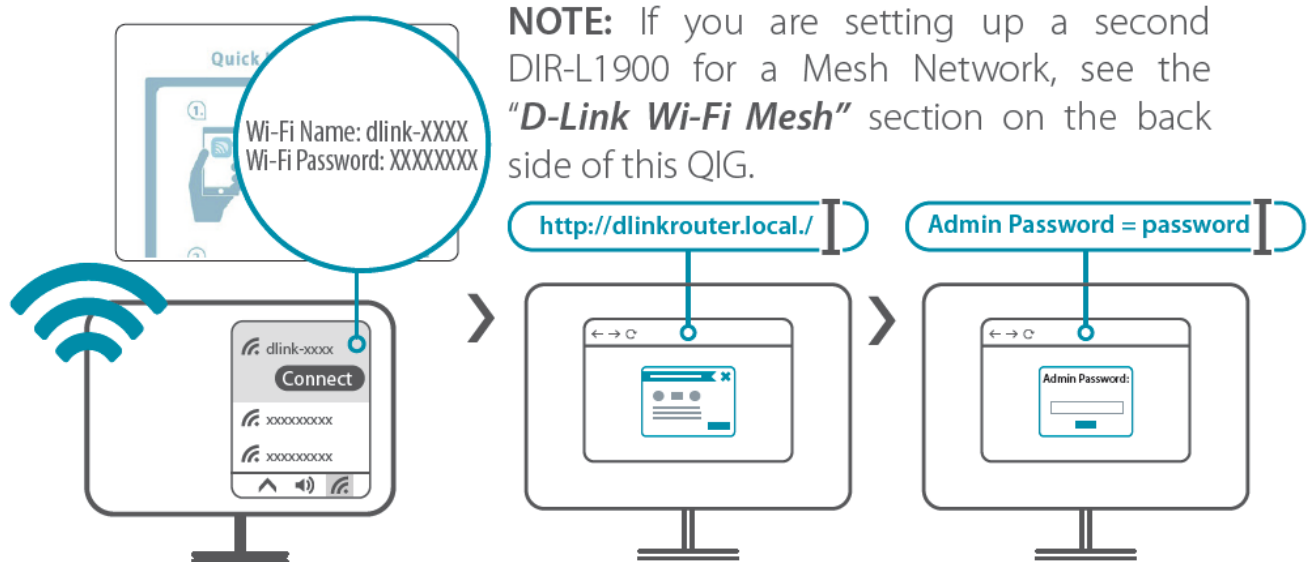 NOTE: If you are setting up a second
DIR-L1900 for a Mesh Network, see the
"D-Link Wi-Fi Mesh" section on the back
side of this QIG.
Quick
1.
Wi-Fi Name: dlink-XXXX
Wi-Fi Password: XXXXXXXX
http://dlinkrouter.local./
Admin Password = password
dlink-xxxx
Connect
xxxxxxxxx
xxxxxxxxx
Admin Password: